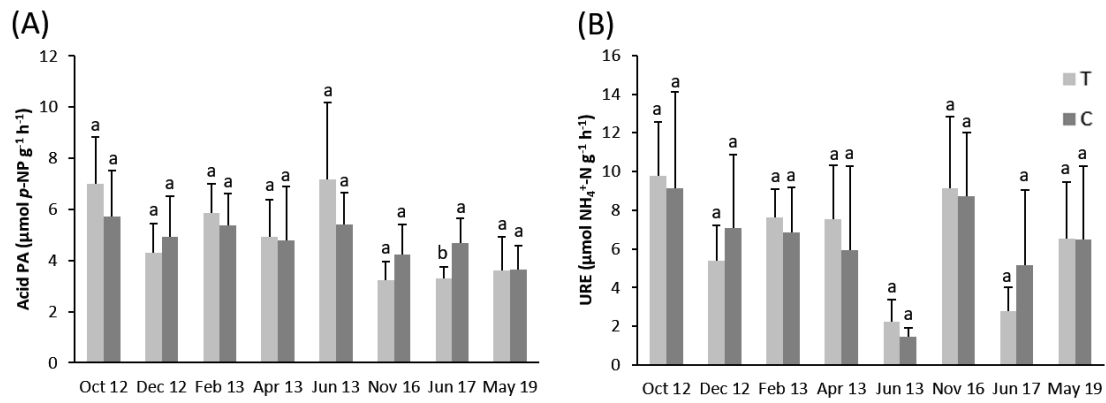 (A)
Acid PA (µmol p-NP g⁻¹ h⁻¹)
12
10
8
6
4
2
0
a a a a a a a a a a a a b a a a
Oct 12 Dec 12 Feb 13 Apr 13 Jun 13 Nov 16 Jun 17 May 19
(B)
URE (µmol NH₄⁺-N g⁻¹ h⁻¹)
16
14
12
10
8
6
4
2
0
a a a a a a a a a a a a a a a a
T
C
Oct 12 Dec 12 Feb 13 Apr 13 Jun 13 Nov 16 Jun 17 May 19